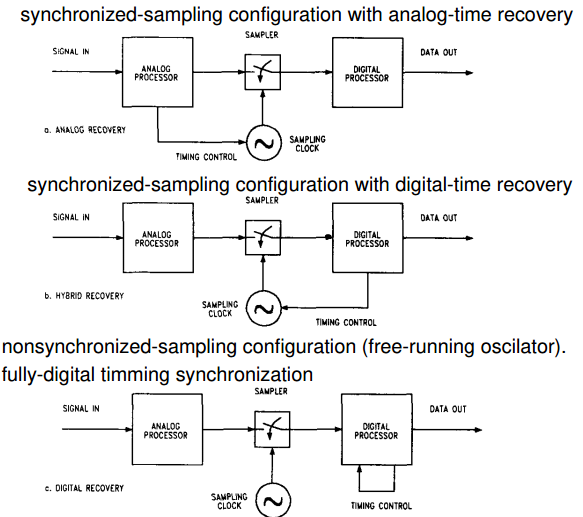 synchronized-sampling configuration with analog-time recovery
SAMPLER
SIGNAL IN
DATA OUT
ANALOG
PROCESSOR
DIGITAL
PROCESSOR
a. ANALOG RECOVERY
SAMPLING
CLOCK
TIMING CONTROL
synchronized-sampling configuration with digital-time recovery
SAMPLER
SIGNAL IN
DATA OUT
ANALOG
PROCESSOR
DIGITAL
PROCESSOR
b. HYBRID RECOVERY
SAMPLING
CLOCK
TIMING CONTROL
nonsynchronized-sampling configuration (free-running oscilator).
fully-digital timming synchronization
SAMPLER
SIGNAL IN
DATA OUT
ANALOG
PROCESSOR
DIGITAL
PROCESSOR
c. DIGITAL RECOVERY
SAMPLING
CLOCK
TIMING CONTROL